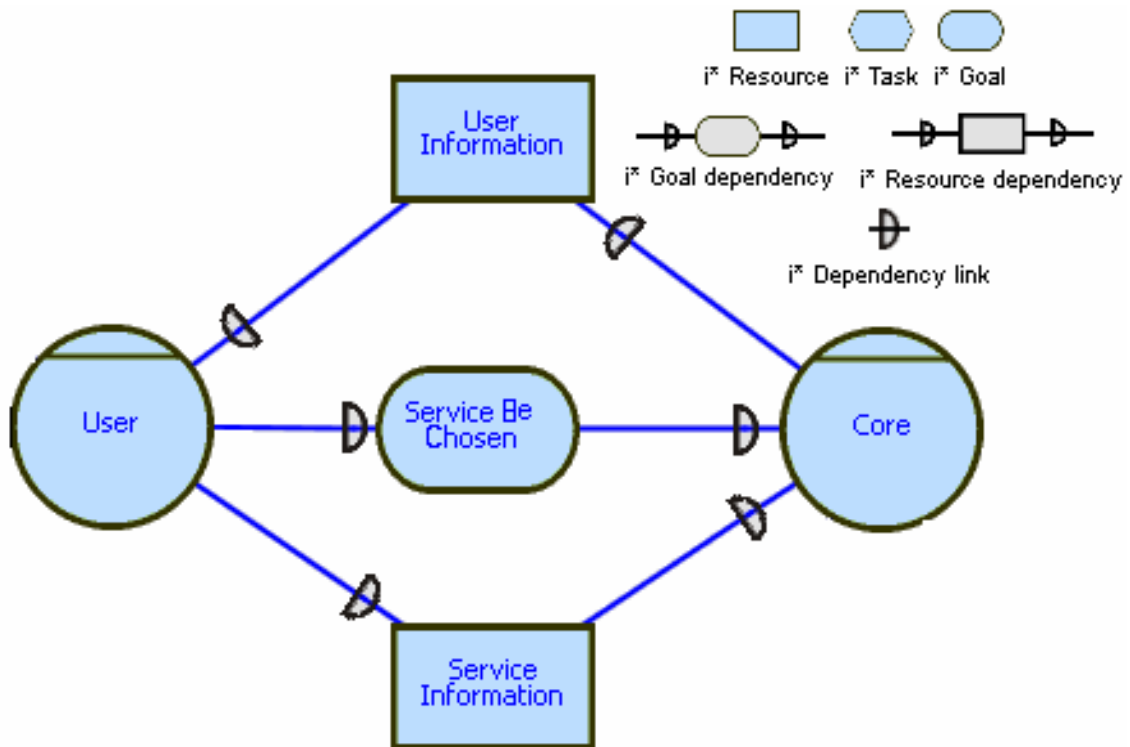 i* Resource
i* Task
i* Goal
i* Goal dependency
i* Resource dependency
i* Dependency link
User
Information
User
Service Be
Chosen
Core
Service
Information